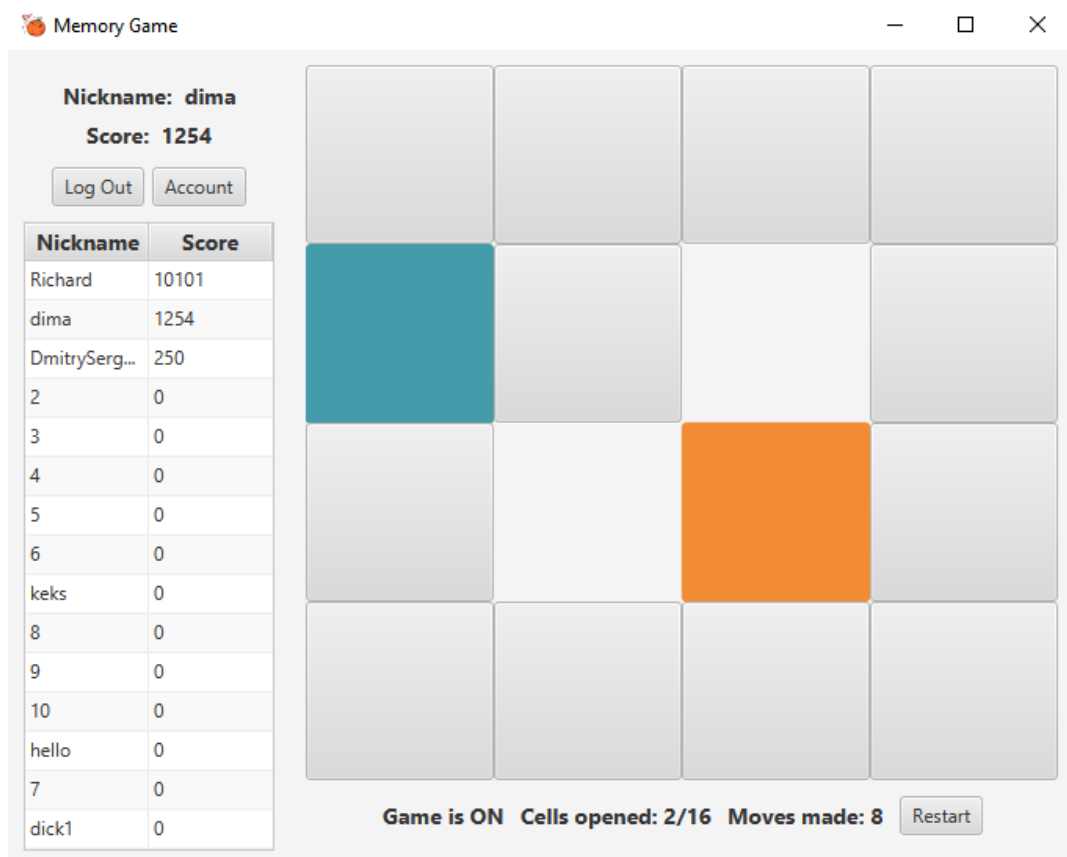 Memory Game
Nickname: dima
Score: 1254
Log Out Account
Nickname Score
Richard 10101
dima 1254
DmitrySerg... 250
2 0
3 0
4 0
5 0
6 0
keks 0
8 0
9 0
10 0
hello 0
7 0
dick1 0
Game is ON Cells opened: 2/16 Moves made: 8 Restart